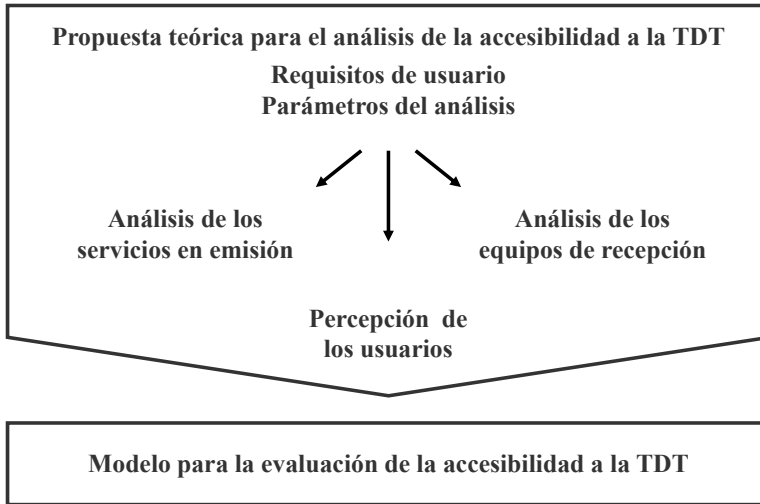 Propuesta teórica para el análisis de la accesibilidad a la TDT
Requisitos de usuario
Parámetros del análisis
Análisis de los
servicios en emisión
Análisis de los
equipos de recepción
Percepción de
los usuarios
Modelo para la evaluación de la accesibilidad a la TDT